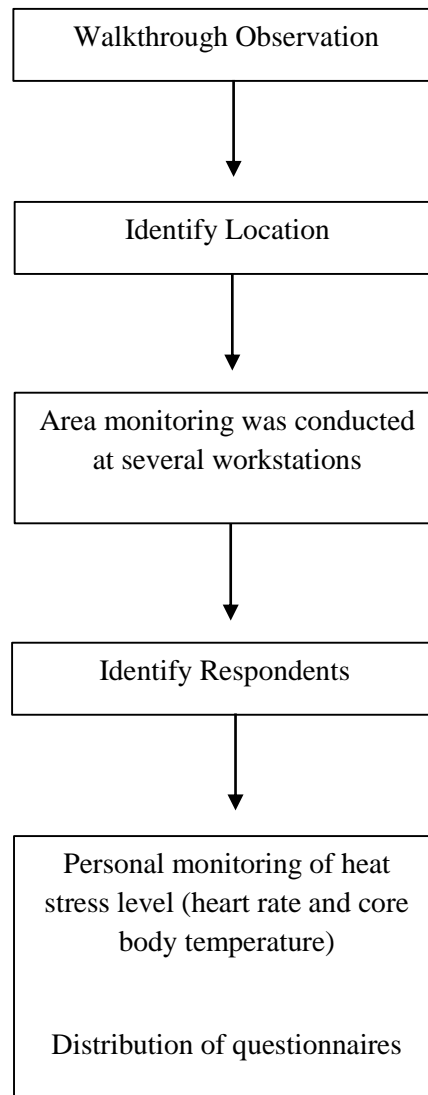 Walkthrough Observation
Identify Location
Area monitoring was conducted
at several workstations
Identify Respondents
Personal monitoring of heat
stress level (heart rate and core
body temperature)
Distribution of questionnaires